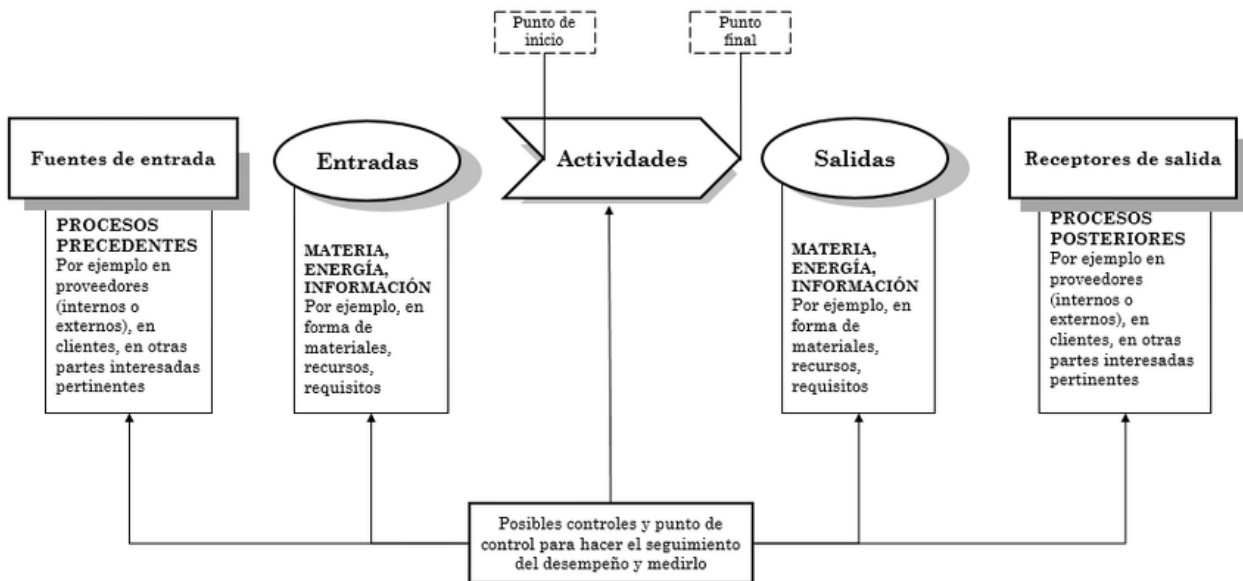 Punto de
inicio
Punto
final
Fuentes de entrada
Entradas
Actividades
Salidas
Receptores de salida
PROCESOS
PRECEDENTES
Por ejemplo en
proveedores
(internos o
externos), en
clientes, en otras
partes interesadas
pertinentes
MATERIA,
ENERGÍA,
INFORMACIÓN
Por ejemplo, en
forma de
materiales,
recursos,
requisitos
MATERIA,
ENERGÍA,
INFORMACIÓN
Por ejemplo, en
forma de
materiales,
recursos,
requisitos
PROCESOS
POSTERIORES
Por ejemplo en
proveedores
(internos o
externos), en
clientes, en otras
partes interesadas
pertinentes
Posibles controles y punto de
control para hacer el seguimiento
del desempeño y medirlo